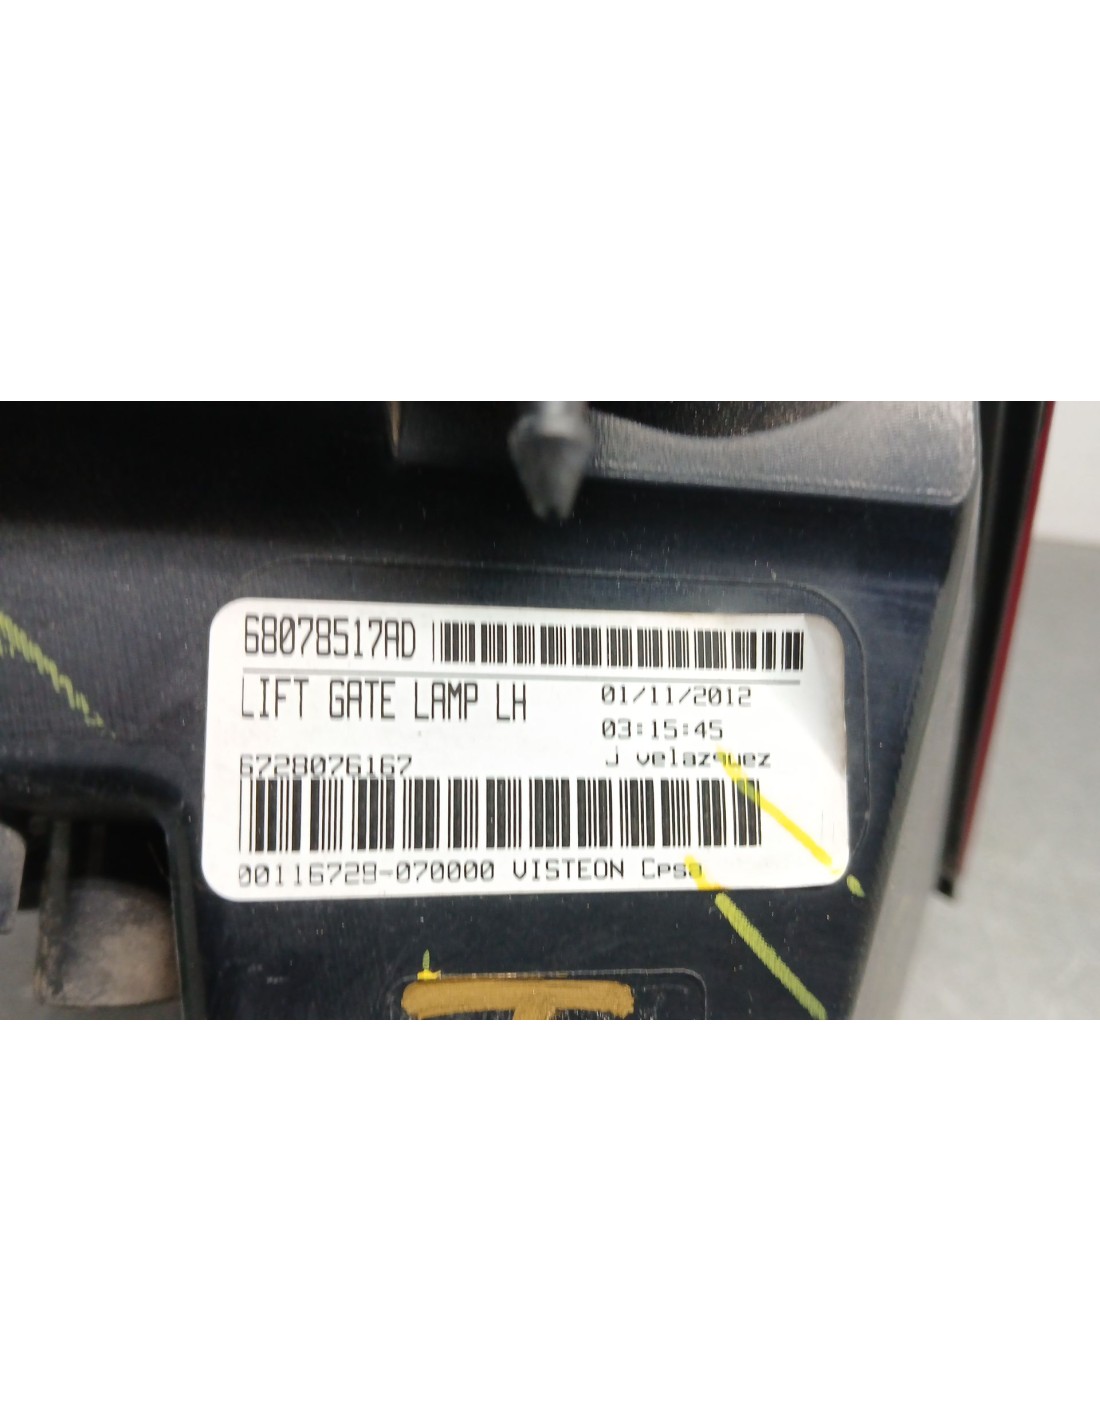 68078517AD
LIFT GATE LAMP LH
01/11/2012
03:15:45
J velazquez
6728076167
00116728-070000 VISTEON Cpsa